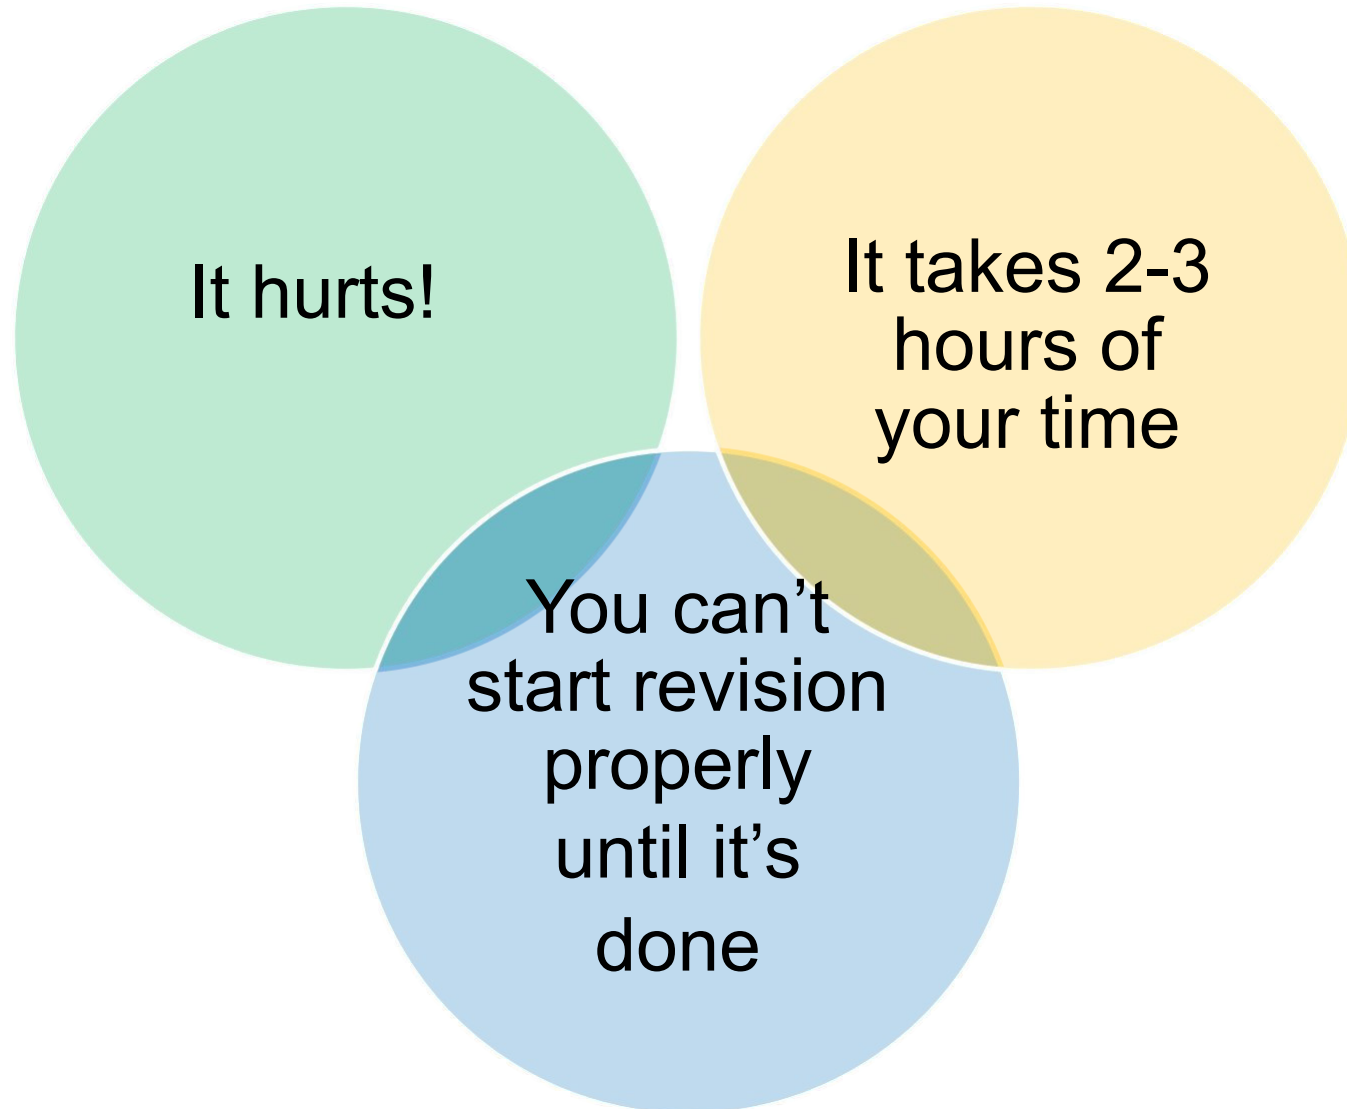 It hurts!
It takes 2-3
hours of
your time
You can’t
start revision
properly
until it’s
done